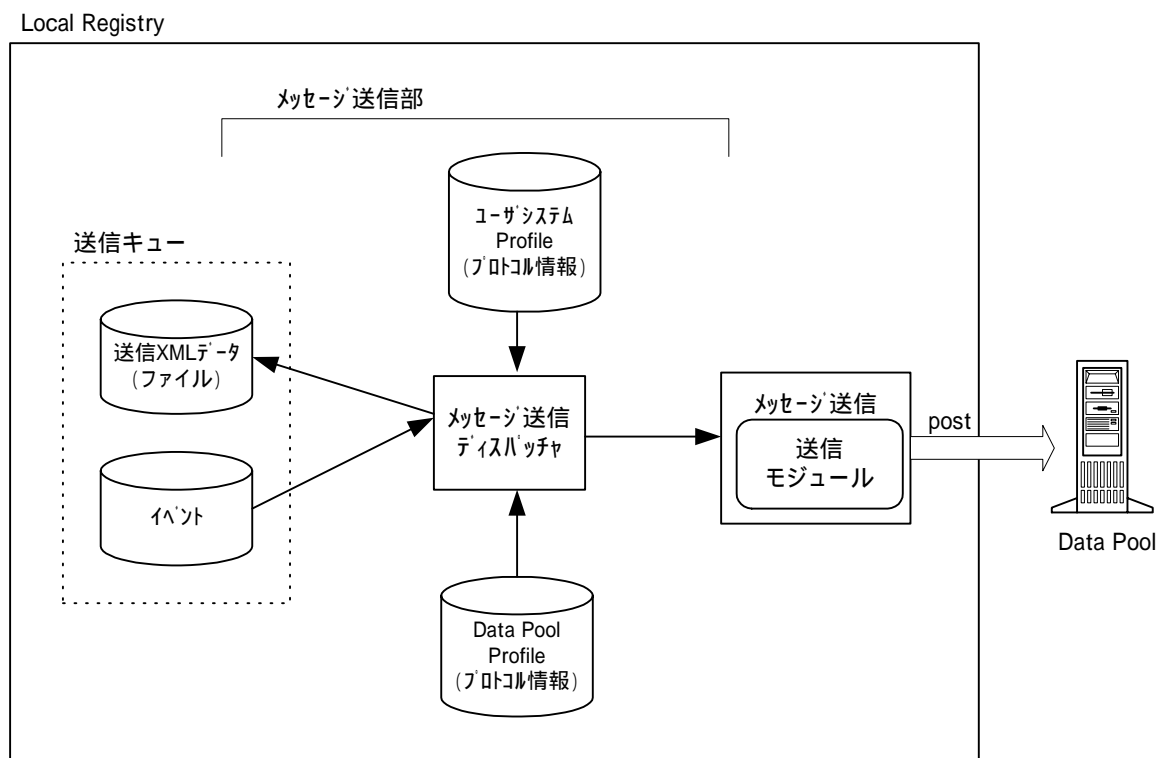 Local Registry
ﾒｯｾｰｼﾞ送信部
ﾕｰｻﾞｼｽﾃﾑ
Profile
(ﾌﾟﾛﾄｺﾙ情報)
送信キュー
送信XMLﾃﾞｰﾀ
(ファイル)
ｲﾍﾞﾝﾄ
ﾒｯｾｰｼﾞ送信
ﾃﾞｨｽﾊﾟｯﾁｬ
ﾒｯｾｰｼﾞ送信
送信
モジュール
post
Data Pool
Data Pool
Profile
(ﾌﾟﾛﾄｺﾙ情報)